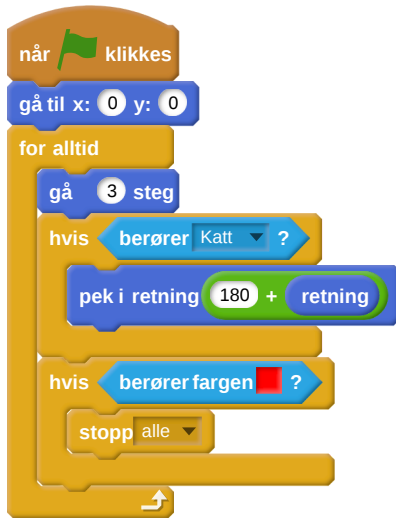 når klikkes
gå til x: 0 y: 0
for alltid
gå 3 steg
hvis berører Katt ?
pek i retning 180 + retning
hvis berører fargen ?
stopp alle